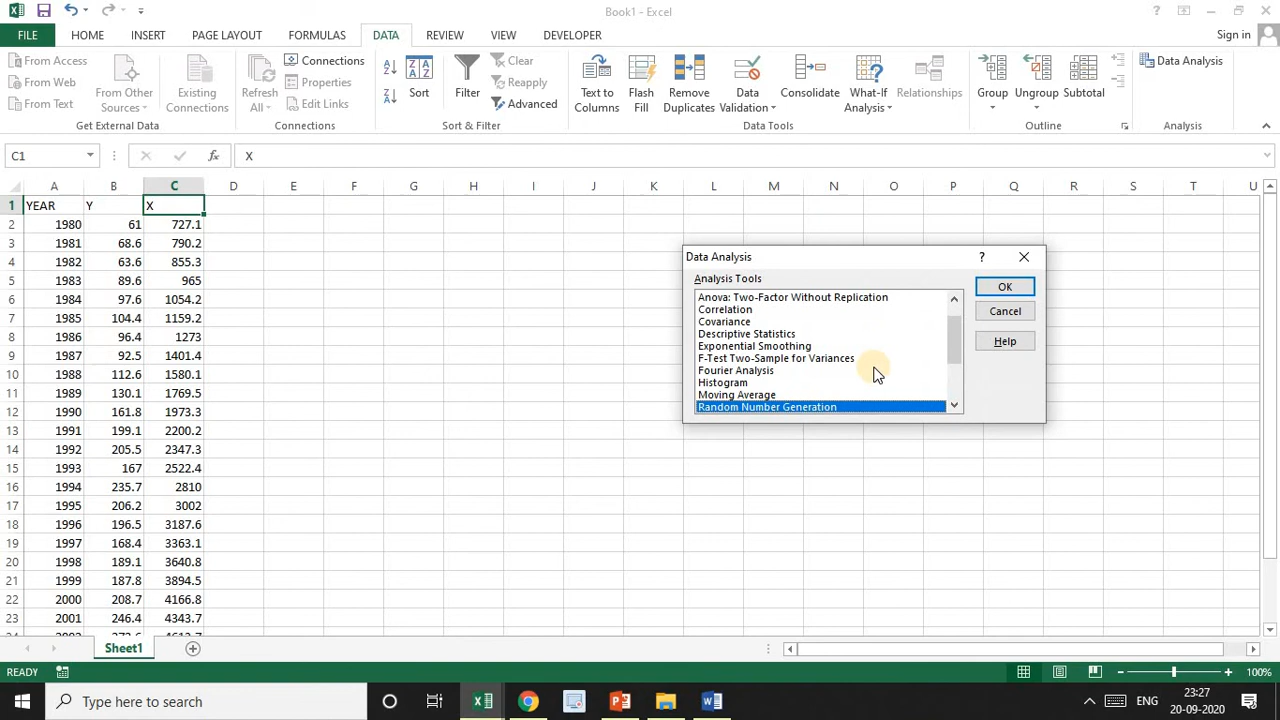 Book1 - Excel
FILE HOME INSERT PAGE LAYOUT FORMULAS DATA REVIEW VIEW DEVELOPER Sign in
From Access
From Web
From Text
From Other Sources
Existing Connections
Get External Data
Refresh All
Connections
Properties
Edit Links
Connections
Sort
Filter
Clear
Reapply
Advanced
Sort & Filter
Text to Columns
Flash Fill
Remove Duplicates
Data Validation
Consolidate
What-If Analysis
Relationships
Data Tools
Group
Ungroup
Subtotal
Outline
Data Analysis
Analysis
C1 fx X
A B C D E F G H I J K L M N O P Q R S T U
1 YEAR Y X
2 1980 61 727.1
3 1981 68.6 790.2
4 1982 63.6 855.3
5 1983 89.6 965
6 1984 97.6 1054.2
7 1985 104.4 1159.2
8 1986 96.4 1273
9 1987 92.5 1401.4
10 1988 112.6 1580.1
11 1989 130.1 1769.5
12 1990 161.8 1973.3
13 1991 199.1 2200.2
14 1992 205.5 2347.3
15 1993 167 2522.4
16 1994 235.7 2810
17 1995 206.2 3002
18 1996 196.5 3187.6
19 1997 168.4 3363.1
20 1998 189.1 3640.8
21 1999 187.8 3894.5
22 2000 208.7 4166.8
23 2001 246.4 4343.7
Data Analysis ?
Analysis Tools
Anova: Two-Factor Without Replication
Correlation
Covariance
Descriptive Statistics
Exponential Smoothing
F-Test Two-Sample for Variances
Fourier Analysis
Histogram
Moving Average
Random Number Generation
OK
Cancel
Help
Sheet1
READY 100%
Type here to search
ENG
23:27
20-09-2020